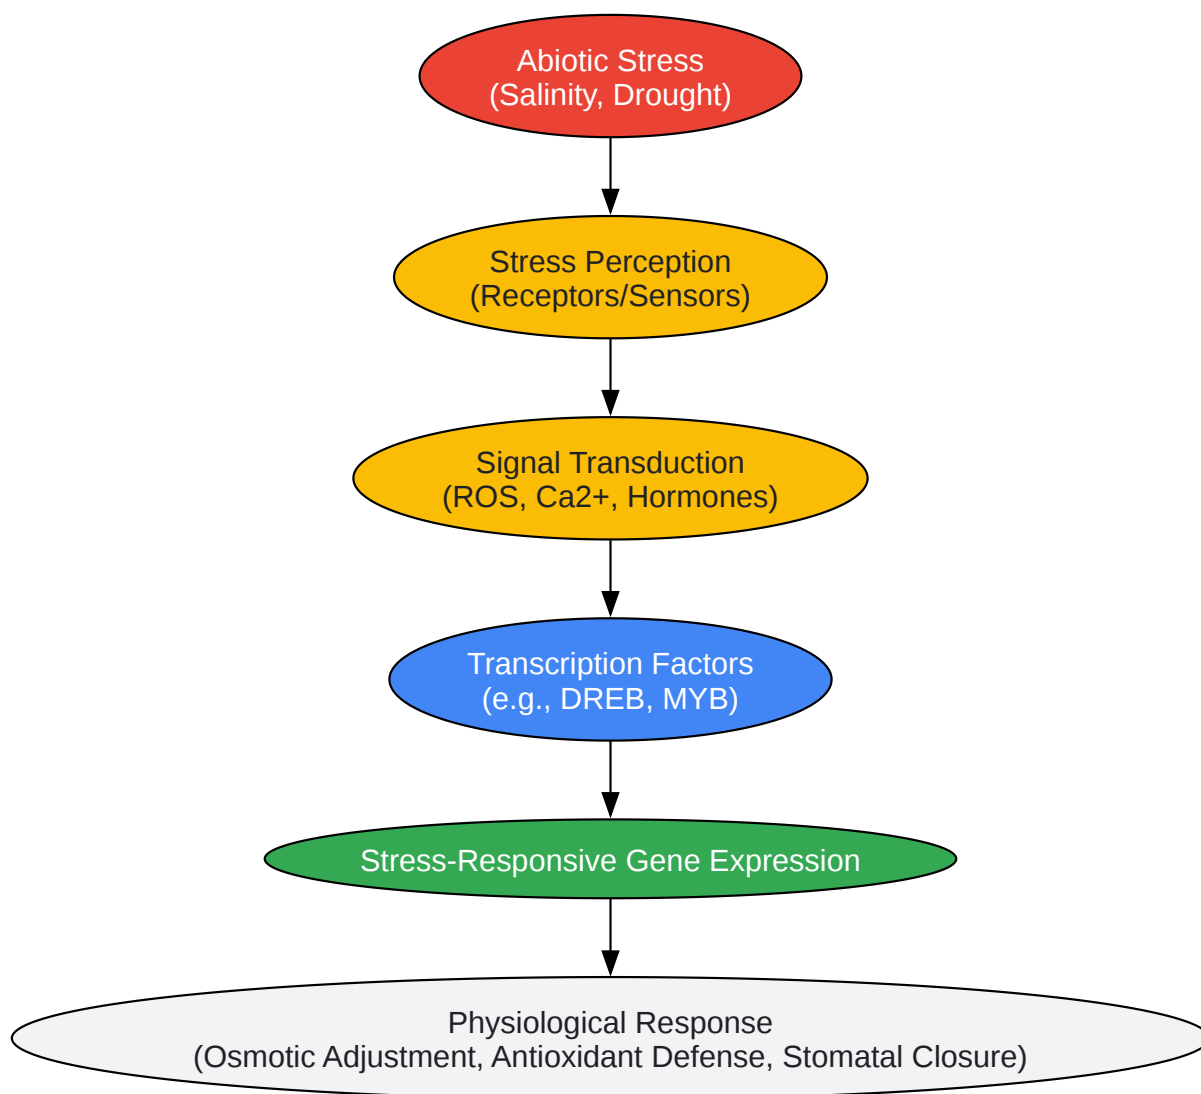 Abiotic Stress
(Salinity, Drought)
Stress Perception
(Receptors/Sensors)
Signal Transduction
(ROS, Ca2+, Hormones)
Transcription Factors
(e.g., DREB, MYB)
Stress-Responsive Gene Expression
Physiological Response
(Osmotic Adjustment, Antioxidant Defense, Stomatal Closure)